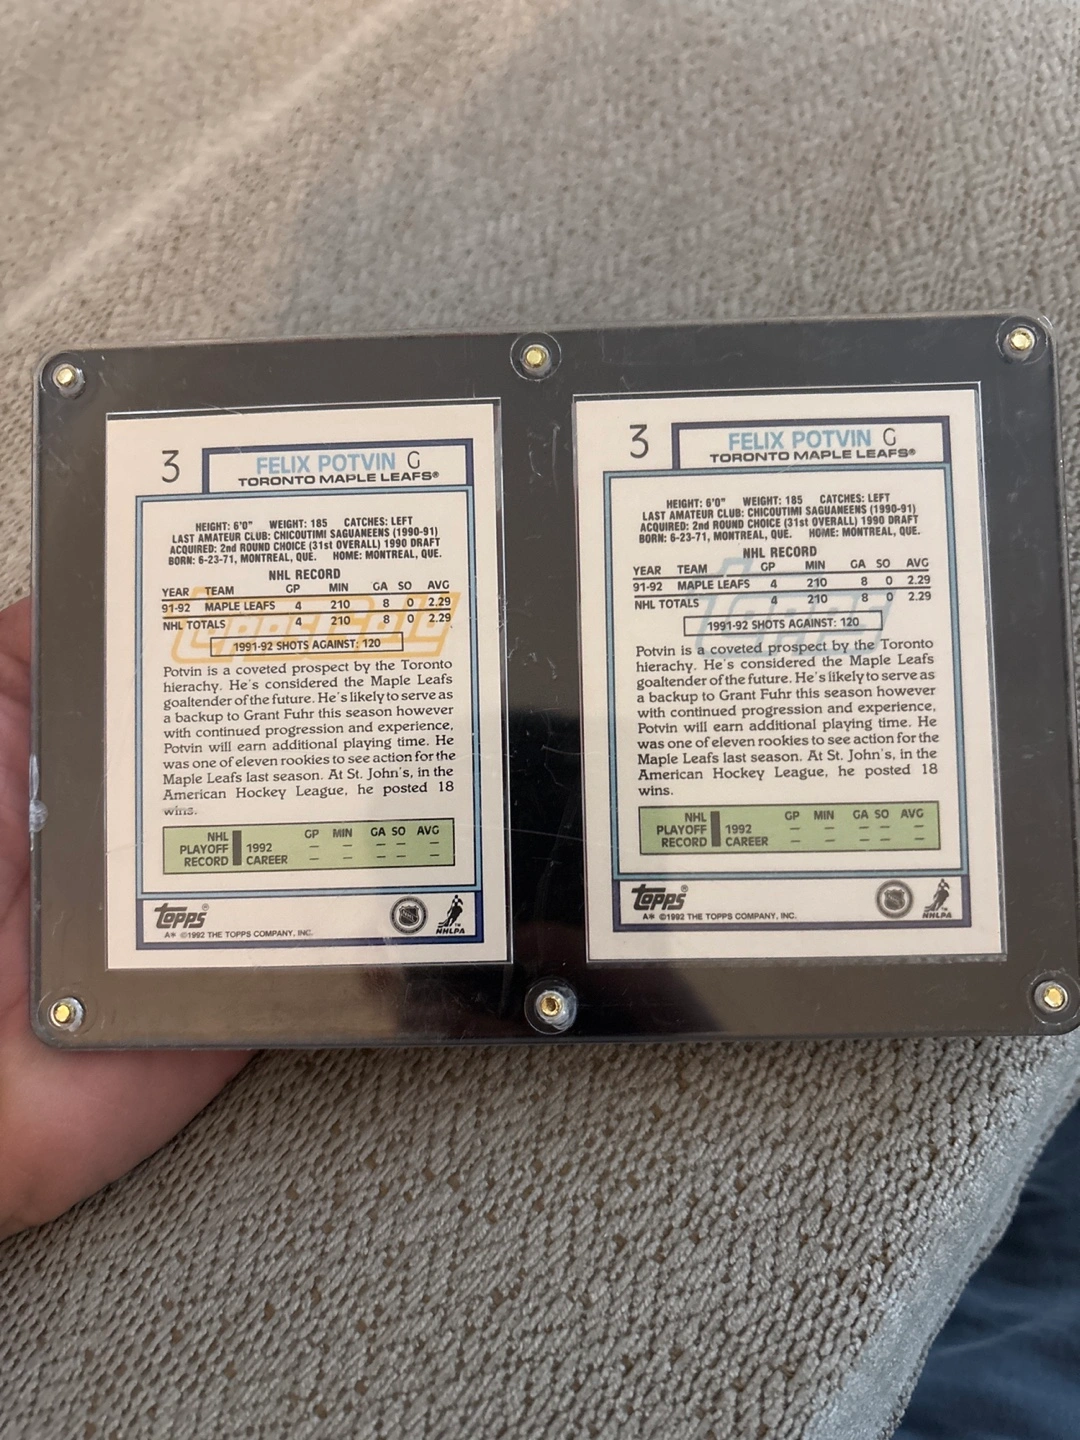 3
FELIX POTVIN G
TORONTO MAPLE LEAFS®
HEIGHT: 6'0" WEIGHT: 185 CATCHES: LEFT
LAST AMATEUR CLUB: CHICOUTIMI SAGUANEENS (1990-91)
ACQUIRED: 2nd ROUND CHOICE (31st OVERALL) 1990 DRAFT
BORN: 6-23-71, MONTREAL, QUE. HOME: MONTREAL, QUE.
NHL RECORD
YEAR TEAM GP MIN GA SO AVG
91-92 MAPLE LEAFS 4 210 8 0 2.29
NHL TOTALS 4 210 8 0 2.29
ToppsGold
1991-92 SHOTS AGAINST: 120
Potvin is a coveted prospect by the Toronto
hierachy. He's considered the Maple Leafs
goaltender of the future. He's likely to serve as
a backup to Grant Fuhr this season however
with continued progression and experience,
Potvin will earn additional playing time. He
was one of eleven rookies to see action for the
Maple Leafs last season. At St. John's, in the
American Hockey League, he posted 18
wins.
NHL PLAYOFF RECORD
GP MIN GA SO AVG
1992 – – – – –
CAREER – – – – –
Topps®
A* ©1992 THE TOPPS COMPANY, INC.
NHL
NHLPA™
3
FELIX POTVIN G
TORONTO MAPLE LEAFS®
HEIGHT: 6'0" WEIGHT: 185 CATCHES: LEFT
LAST AMATEUR CLUB: CHICOUTIMI SAGUANEENS (1990-91)
ACQUIRED: 2nd ROUND CHOICE (31st OVERALL) 1990 DRAFT
BORN: 6-23-71, MONTREAL, QUE. HOME: MONTREAL, QUE.
NHL RECORD
YEAR TEAM GP MIN GA SO AVG
91-92 MAPLE LEAFS 4 210 8 0 2.29
NHL TOTALS 4 210 8 0 2.29
Topps
1991-92 SHOTS AGAINST: 120
Potvin is a coveted prospect by the Toronto
hierachy. He's considered the Maple Leafs
goaltender of the future. He's likely to serve as
a backup to Grant Fuhr this season however
with continued progression and experience,
Potvin will earn additional playing time. He
was one of eleven rookies to see action for the
Maple Leafs last season. At St. John's, in the
American Hockey League, he posted 18
wins.
NHL PLAYOFF RECORD
GP MIN GA SO AVG
1992 – – – – –
CAREER – – – – –
Topps®
A* ©1992 THE TOPPS COMPANY, INC.
NHL
NHLPA™